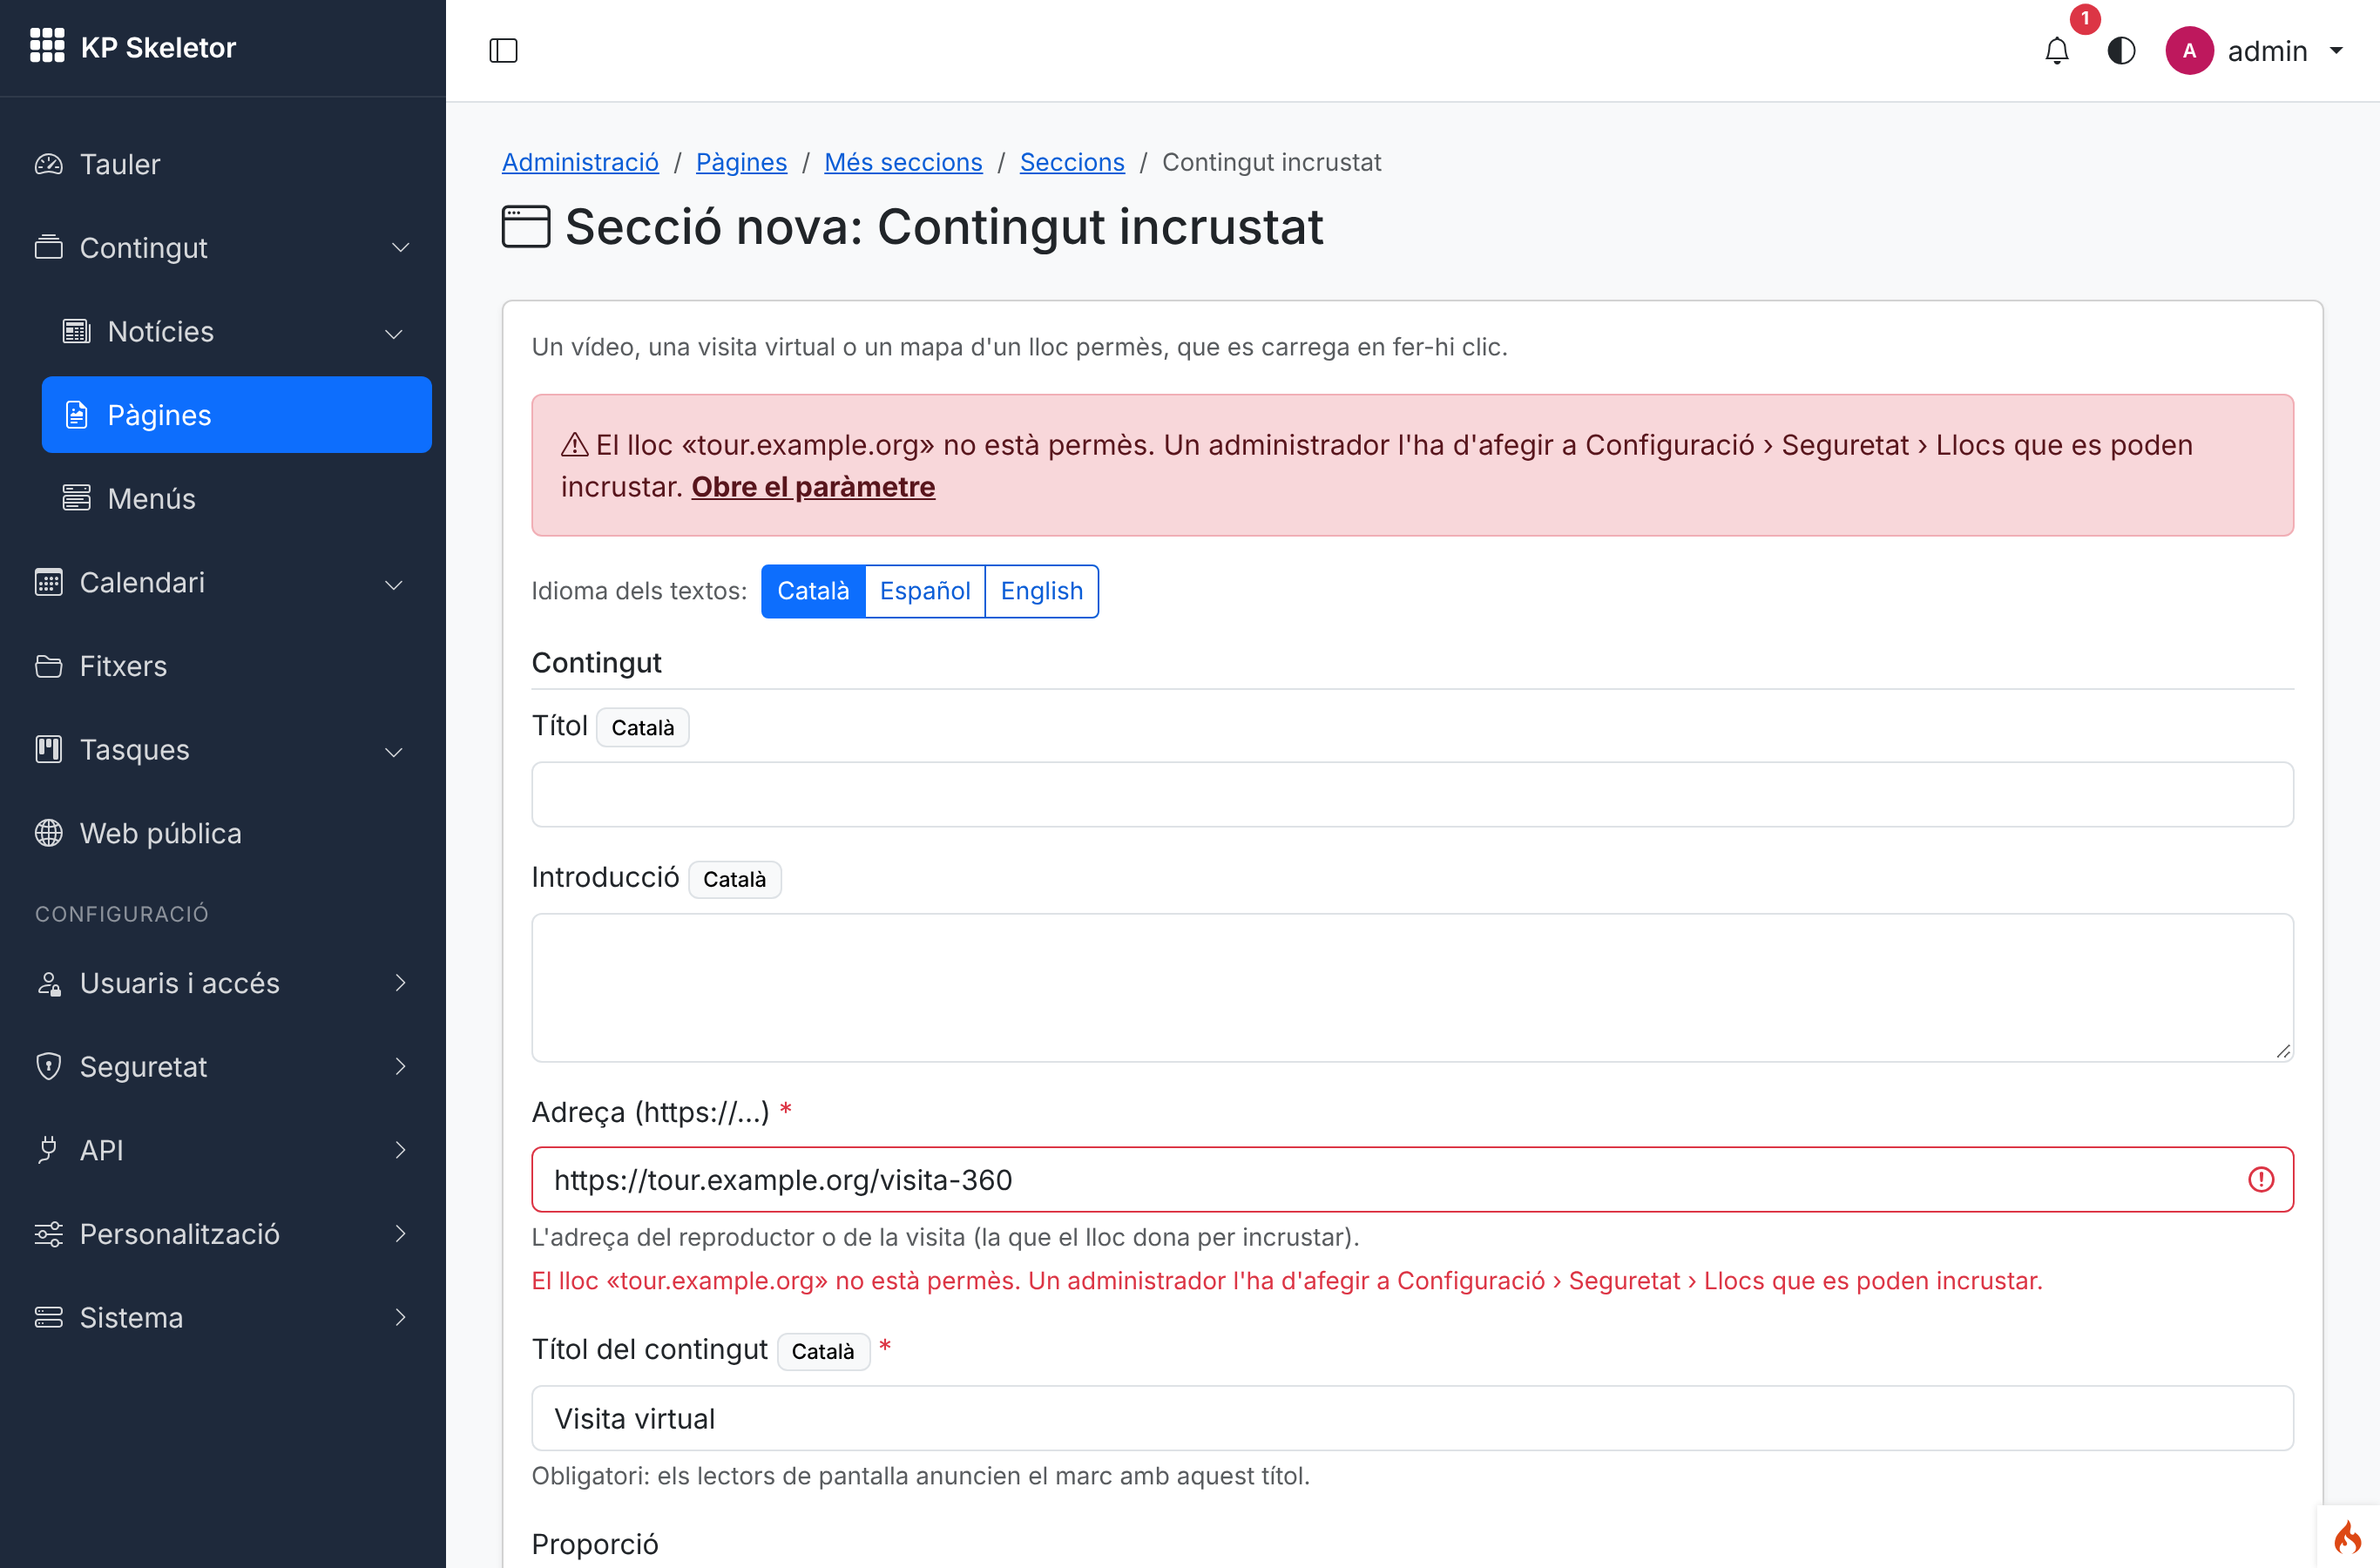 KP Skeletor
1
A
admin
Tauler
Contingut
Notícies
Pàgines
Menús
Calendari
Fitxers
Tasques
Web pública
CONFIGURACIÓ
Usuaris i accés
Seguretat
API
Personalització
Sistema
Administració / Pàgines / Més seccions / Seccions / Contingut incrustat
Secció nova: Contingut incrustat
Un vídeo, una visita virtual o un mapa d'un lloc permès, que es carrega en fer-hi clic.
El lloc «tour.example.org» no està permès. Un administrador l'ha d'afegir a Configuració › Seguretat › Llocs que es poden
incrustar. Obre el paràmetre
Idioma dels textos: Català Español English
Contingut
Títol Català
Introducció Català
Adreça (https://...) *
https://tour.example.org/visita-360
L'adreça del reproductor o de la visita (la que el lloc dona per incrustar).
El lloc «tour.example.org» no està permès. Un administrador l'ha d'afegir a Configuració › Seguretat › Llocs que es poden incrustar.
Títol del contingut Català *
Visita virtual
Obligatori: els lectors de pantalla anuncien el marc amb aquest títol.
Proporció